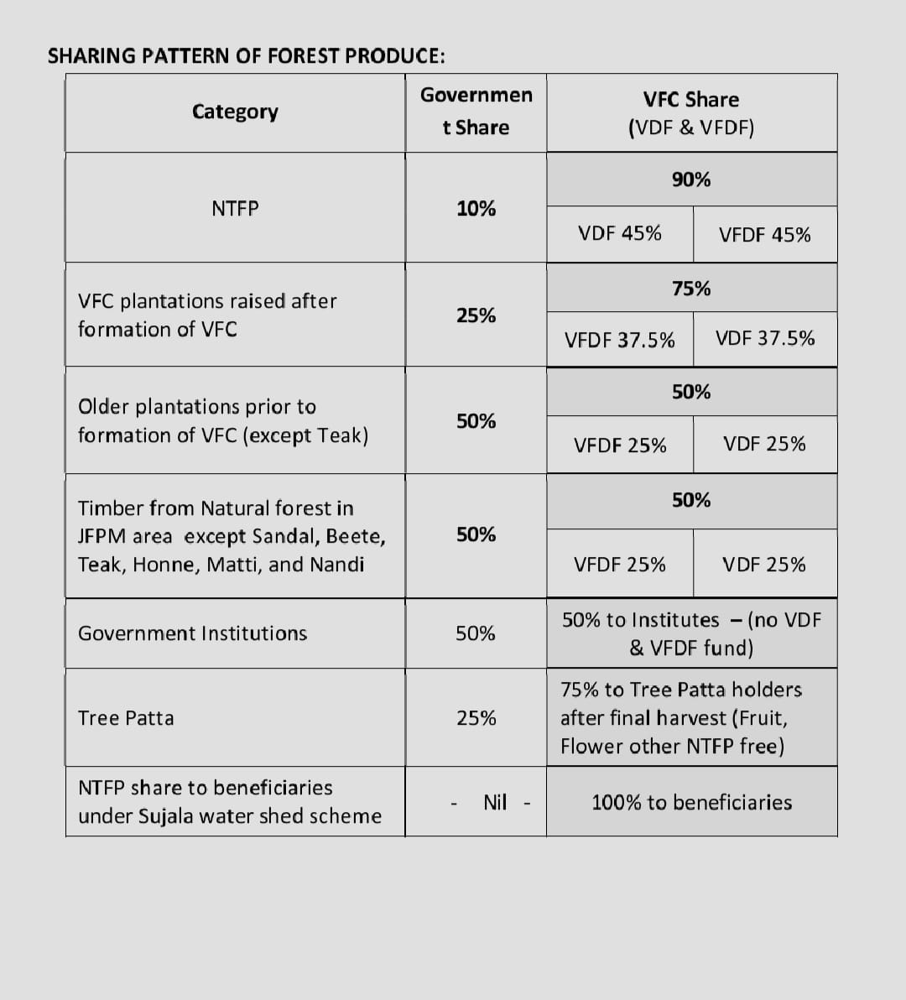 SHARING PATTERN OF FOREST PRODUCE:
Category
Governmen
t Share
VFC Share
(VDF & VFDF)
NTFP
10%
90%
VDF 45%
VFDF 45%
VFC plantations raised after
formation of VFC
25%
75%
VFDF 37.5%
VDF 37.5%
Older plantations prior to
formation of VFC (except Teak)
50%
50%
VFDF 25%
VDF 25%
Timber from Natural forest in
JFPM area except Sandal, Beete,
Teak, Honne, Matti, and Nandi
50%
50%
VFDF 25%
VDF 25%
Government Institutions
50%
50% to Institutes – (no VDF
& VFDF fund)
Tree Patta
25%
75% to Tree Patta holders
after final harvest (Fruit,
Flower other NTFP free)
NTFP share to beneficiaries
under Sujala water shed scheme
- Nil -
100% to beneficiaries